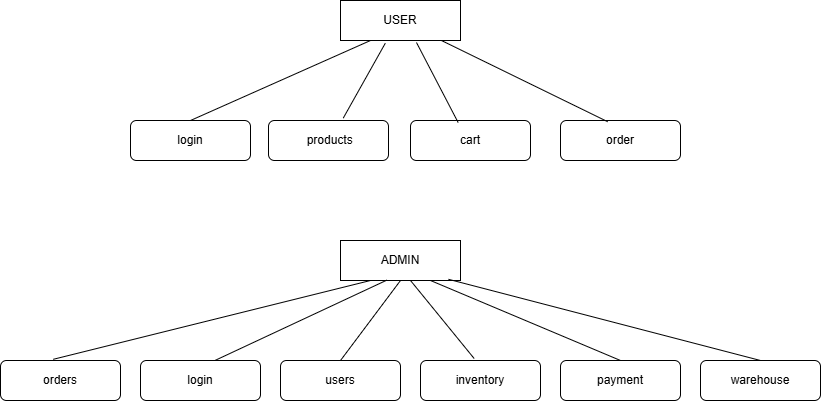 USER
login
products
cart
order
ADMIN
orders
login
users
inventory
payment
warehouse